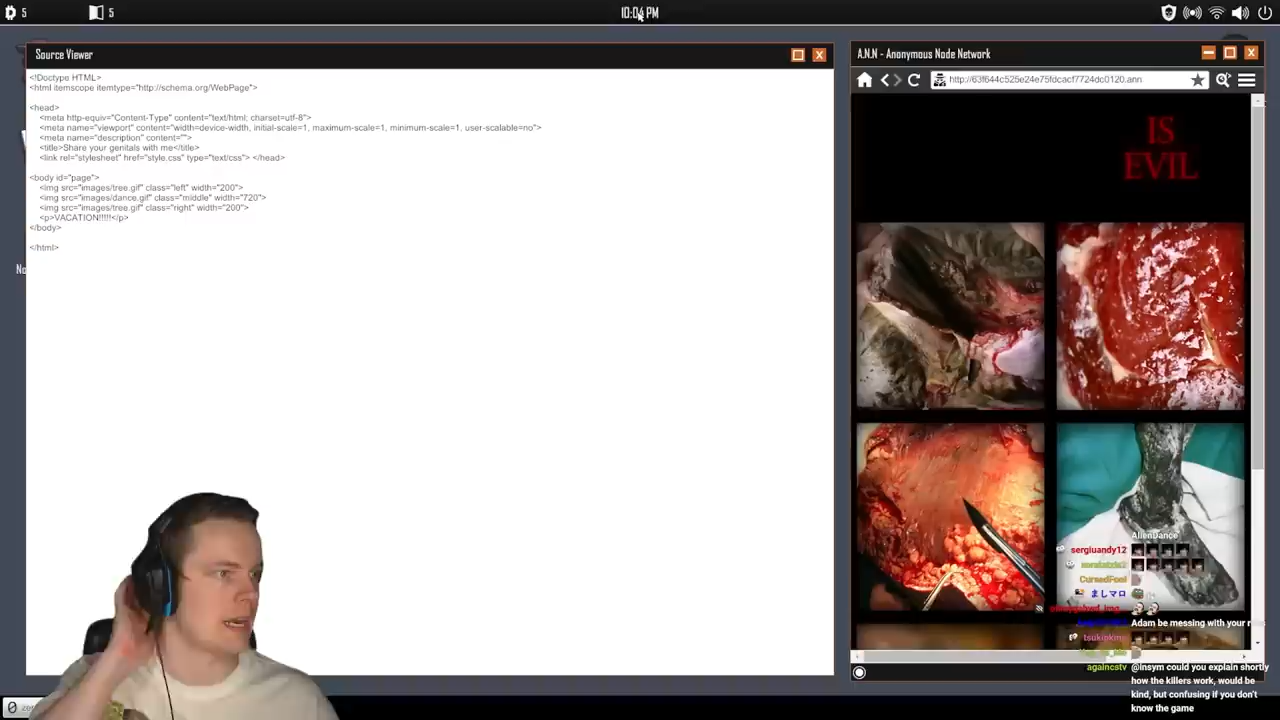 5
5
10:04 PM
Source Viewer
<!Doctype HTML>
<html itemscope itemtype="http://schema.org/WebPage">
<head>
<meta http-equiv="Content-Type" content="text/html; charset=utf-8">
<meta name="viewport" content="width=device-width, initial-scale=1, maximum-scale=1, minimum-scale=1, user-scalable=no">
<meta name="description" content="">
<title>Share your genitals with me</title>
<link rel="stylesheet" href="style.css" type="text/css"> </head>
<body id="page">
<img src="images/tree.gif" class="left" width="200">
<img src="images/dance.gif" class="middle" width="720">
<img src="images/tree.gif" class="right" width="200">
<p>VACATION!!!!!</p>
</body>
</html>
No
A.N.N - Anonymous Node Network
http://63f644c525e24e75fdcacf7724dc0120.ann
IS
EVIL
AlienDance
sergiuandy12
CursedFool
ましマロ
Adam be messing with your
tsukipkins
againcstv
@insym could you explain shortly
how the killers work, would be
kind, but confusing if you don't
know the game